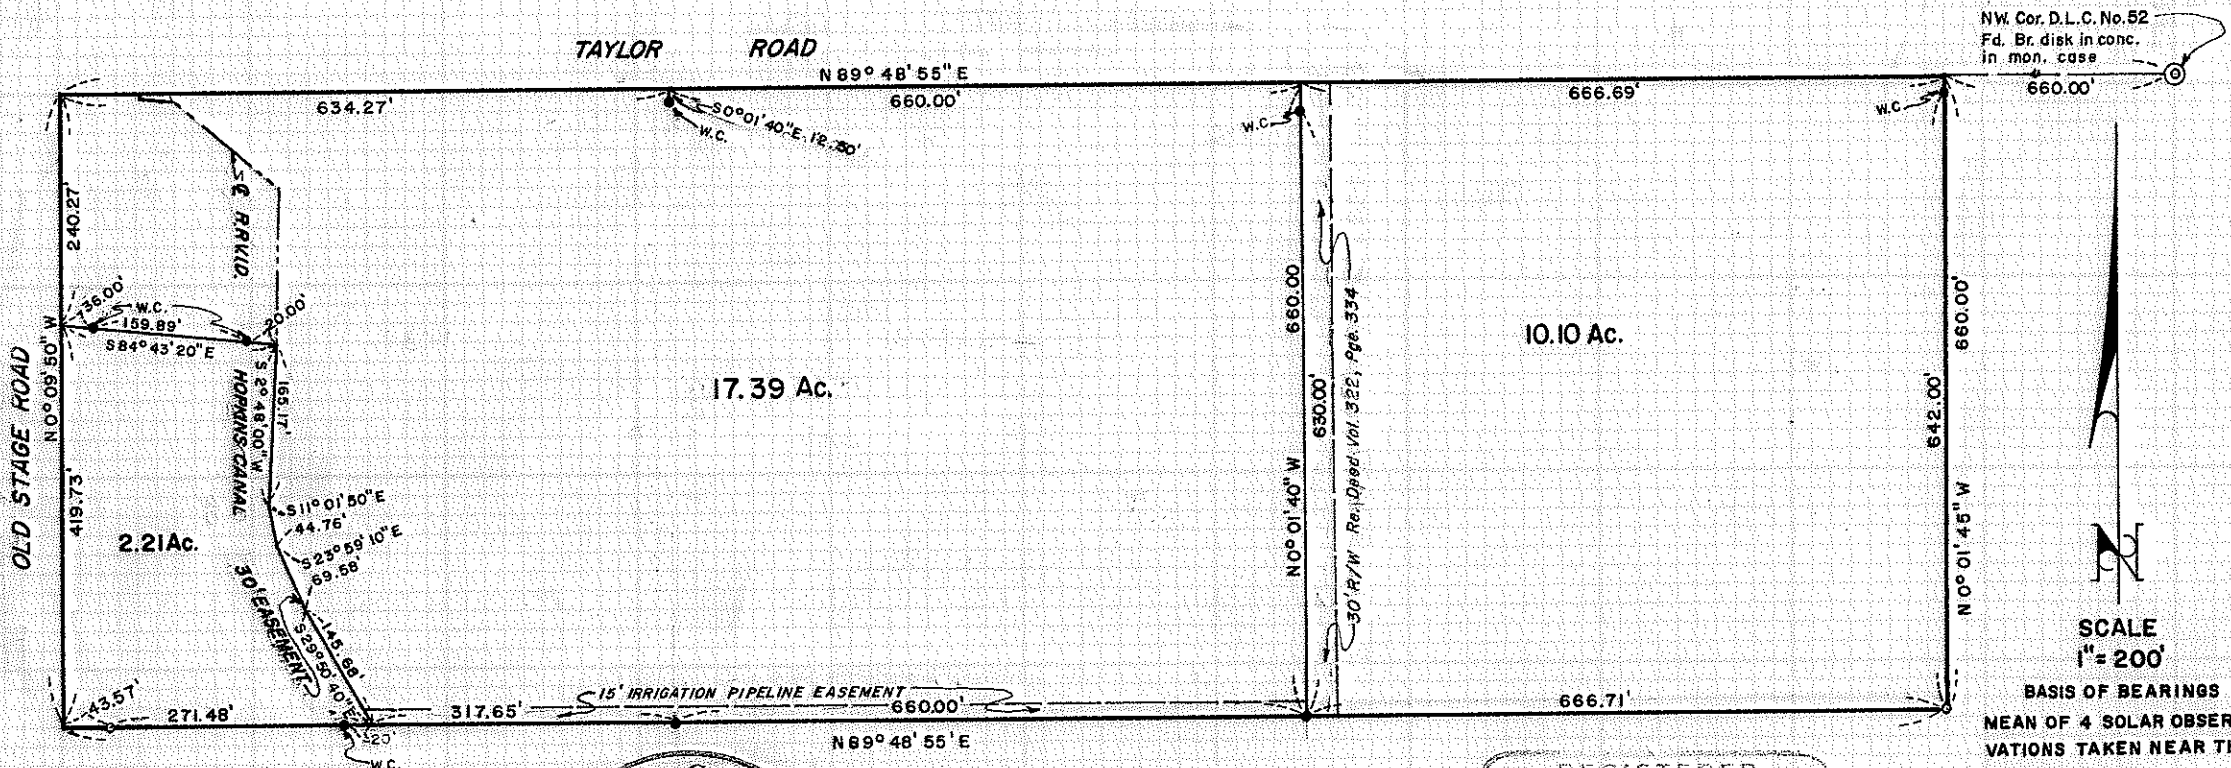 NW. Cor. D.L.C. No. 52
Fd. Br. disk in conc.
in mon. case
TAYLOR ROAD
N 89° 48' 55" E
634.27'
660.00'
666.69'
660.00'
S 0° 01' 40" E 12.50'
W.C.
W.C.
W.C.
240.27'
36.00'
W.C.
159.89'
20.00'
S 84° 43' 20" E
OLD STAGE ROAD
N 0° 09' 50" W
419.73'
HOPKINS CANAL
S 2° 48' 00" W
165.17'
S 11° 01' 50" E
44.76'
S 23° 59' 10" E
69.58'
2.21 Ac.
30' EASEMENT
S 29° 50' 40"
145.68'
17.39 Ac.
660.00
630.00'
N 0° 01' 40" W
30' R/W Re. Deed Vol. 322, Pge. 334
10.10 Ac.
660.00'
642.00'
N 0° 01' 45" W
43.57'
271.48'
20'
W.C.
317.65'
15' IRRIGATION PIPELINE EASEMENT
660.00'
666.71'
N 89° 48' 55' E
SCALE
1" = 200'
BASIS OF BEARINGS
MEAN OF 4 SOLAR OBSER
VATIONS TAKEN NEAR TH
REGISTERED